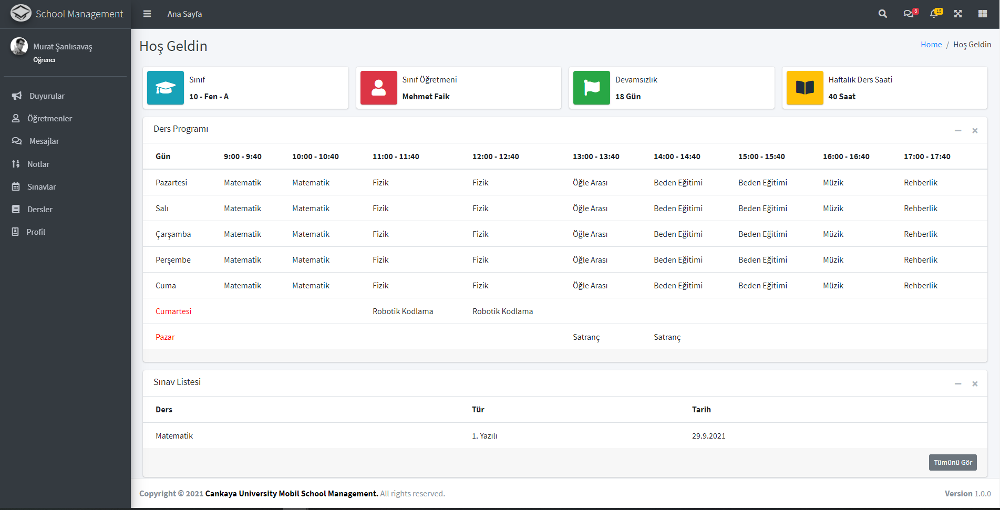 School Management
Ana Sayfa
3
15
Murat Şanlısavaş
Öğrenci
Duyurular
Öğretmenler
Mesajlar
Notlar
Sınavlar
Dersler
Profil
Hoş Geldin
Home / Hoş Geldin
Sınıf
10 - Fen - A
Sınıf Öğretmeni
Mehmet Faik
Devamsızlık
18 Gün
Haftalık Ders Saati
40 Saat
Ders Programı
Gün 9:00 - 9:40 10:00 - 10:40 11:00 - 11:40 12:00 - 12:40 13:00 - 13:40 14:00 - 14:40 15:00 - 15:40 16:00 - 16:40 17:00 - 17:40
Pazartesi Matematik Matematik Fizik Fizik Öğle Arası Beden Eğitimi Beden Eğitimi Müzik Rehberlik
Salı Matematik Matematik Fizik Fizik Öğle Arası Beden Eğitimi Beden Eğitimi Müzik Rehberlik
Çarşamba Matematik Matematik Fizik Fizik Öğle Arası Beden Eğitimi Beden Eğitimi Müzik Rehberlik
Perşembe Matematik Matematik Fizik Fizik Öğle Arası Beden Eğitimi Beden Eğitimi Müzik Rehberlik
Cuma Matematik Matematik Fizik Fizik Öğle Arası Beden Eğitimi Beden Eğitimi Müzik Rehberlik
Cumartesi Robotik Kodlama Robotik Kodlama
Pazar Satranç Satranç
Sınav Listesi
Ders Tür Tarih
Matematik 1. Yazılı 29.9.2021
Tümünü Gör
Copyright © 2021 Cankaya University Mobil School Management. All rights reserved.
Version 1.0.0